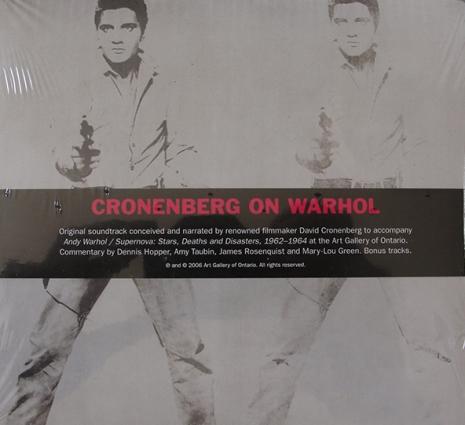 CRONENBERG ON WARHOL
Original soundtrack conceived and narrated by renowned filmmaker David Cronenberg to accompany
Andy Warhol / Supernova: Stars, Deaths and Disasters, 1962–1964 at the Art Gallery of Ontario.
Commentary by Dennis Hopper, Amy Taubin, James Rosenquist and Mary-Lou Green. Bonus tracks.
℗ and © 2006 Art Gallery of Ontario. All rights reserved.